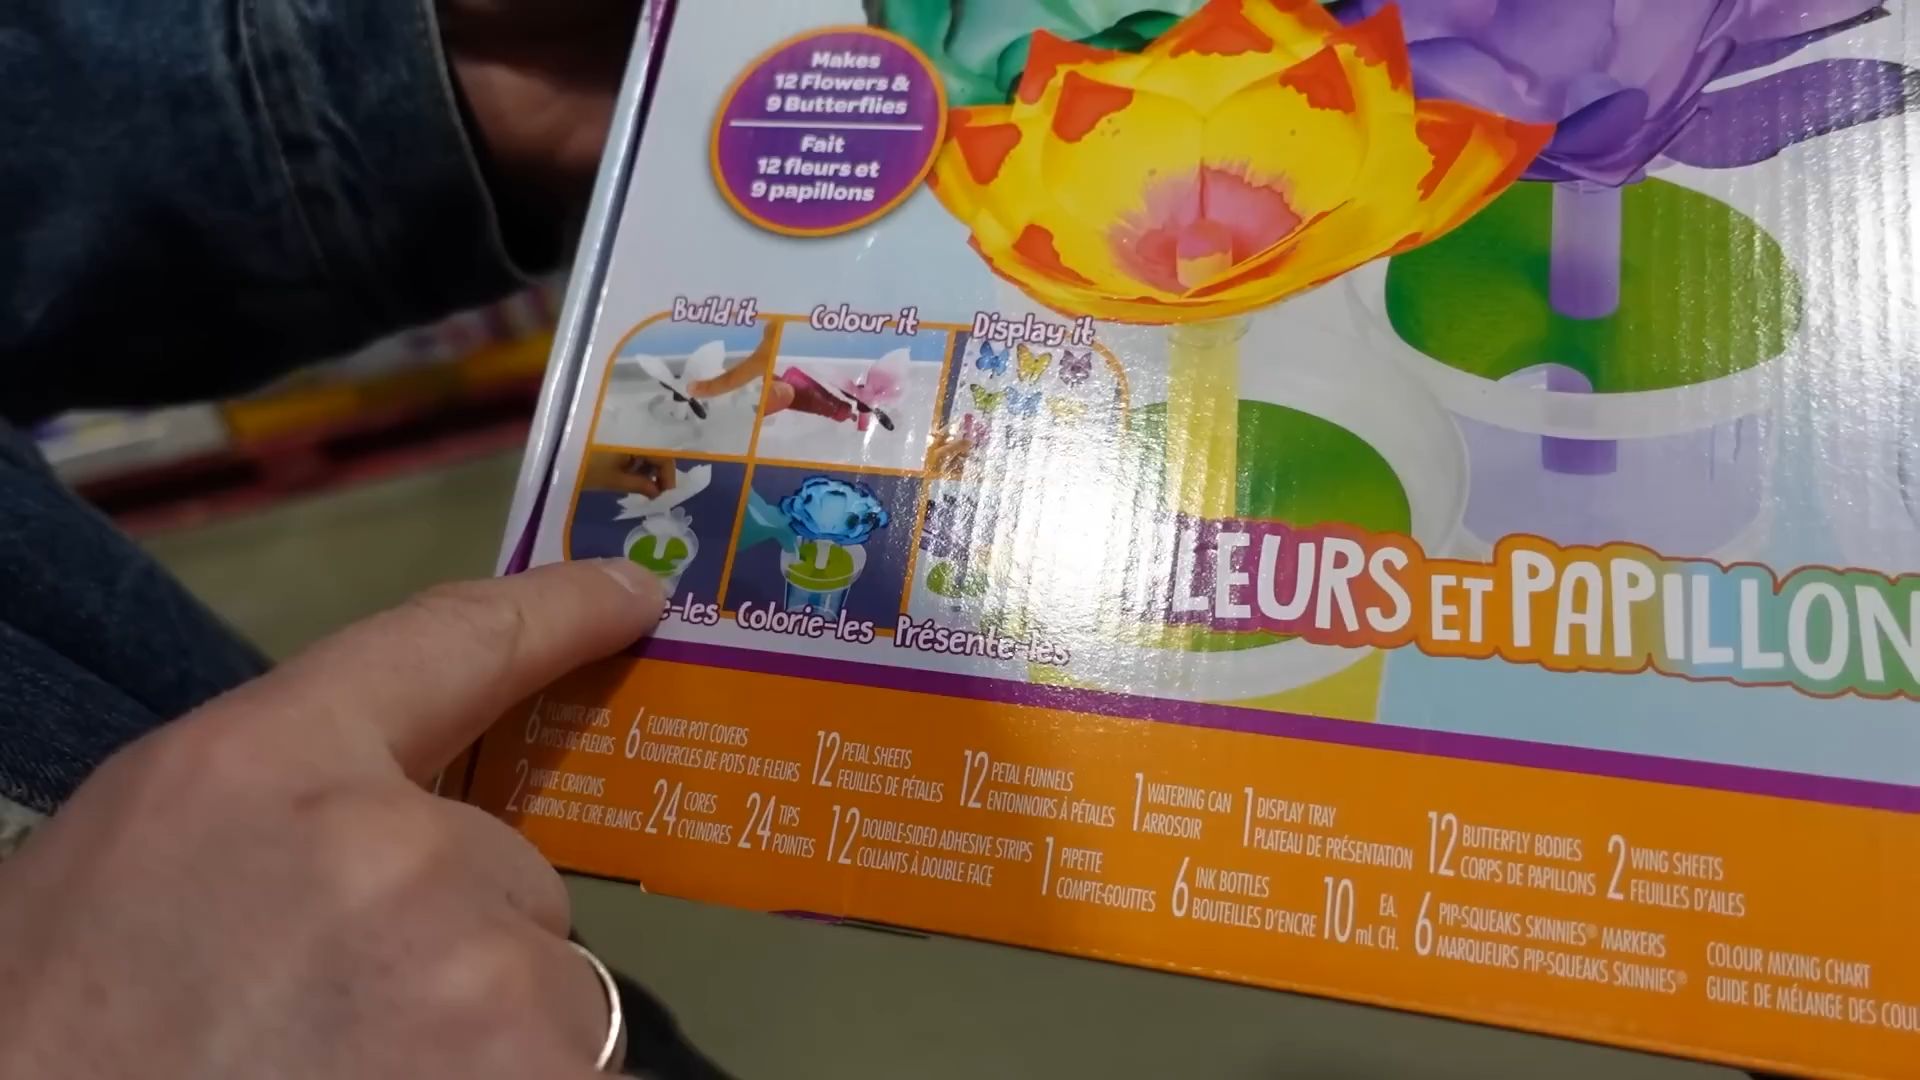 Makes
12 Flowers &
9 Butterflies
Fait
12 fleurs et
9 papillons
Build it
Colour it
Display it
e-les
Colorie-les
Présente-les
FLEURS ET PAPILLON
6 FLOWER POTS
POTS DE FLEURS
6 FLOWER POT COVERS
COUVERCLES DE POTS DE FLEURS
12 PETAL SHEETS
FEUILLES DE PÉTALES
12 PETAL FUNNELS
ENTONNOIRS À PÉTALES
1 WATERING CAN
ARROSOIR
1 DISPLAY TRAY
PLATEAU DE PRÉSENTATION
12 BUTTERFLY BODIES
CORPS DE PAPILLONS
2 WING SHEETS
FEUILLES D'AILES
2 WHITE CRAYONS
CRAYONS DE CIRE BLANCS
24 CORES
CYLINDRES
24 TIPS
POINTES
12 DOUBLE-SIDED ADHESIVE STRIPS
COLLANTS À DOUBLE FACE
1 PIPETTE
COMPTE-GOUTTES
6 INK BOTTLES
BOUTEILLES D'ENCRE
10 EA.
mL CH.
6 PIP-SQUEAKS SKINNIES® MARKERS
MARQUEURS PIP-SQUEAKS SKINNIES®
COLOUR MIXING CHART
GUIDE DE MÉLANGE DES COUL